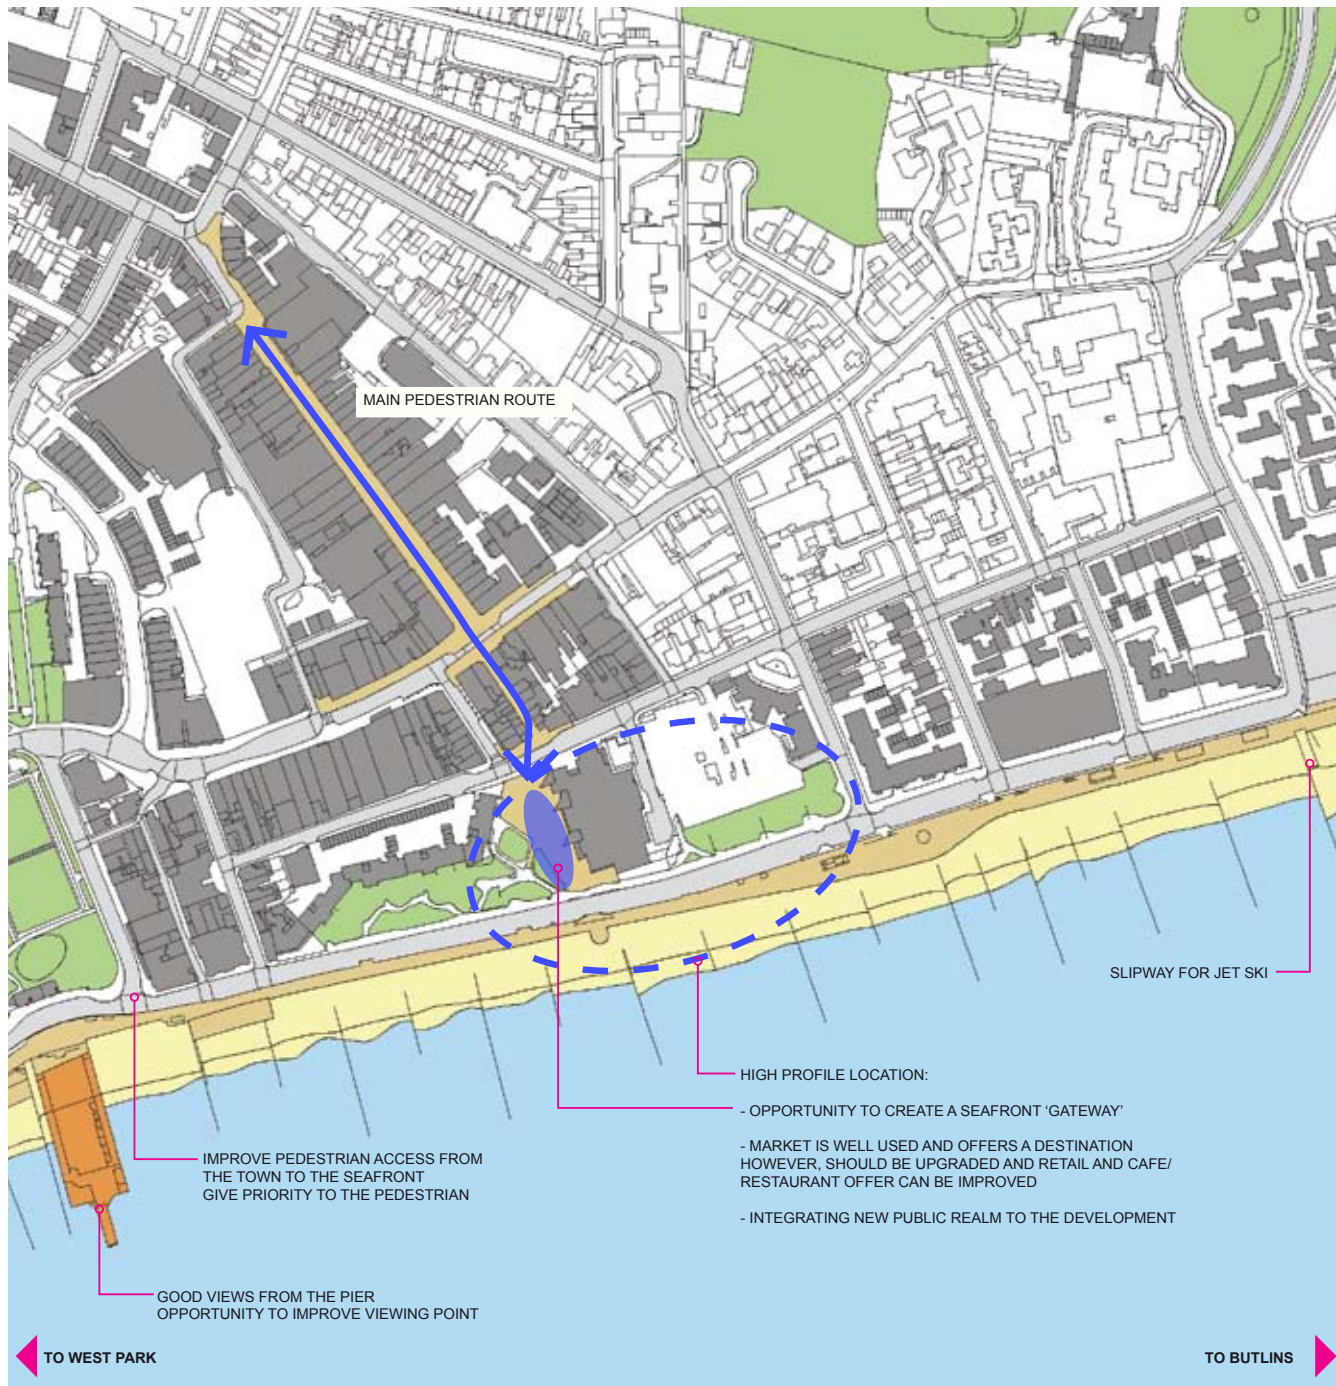 MAIN PEDESTRIAN ROUTE
SLIPWAY FOR JET SKI
HIGH PROFILE LOCATION:
- OPPORTUNITY TO CREATE A SEAFRONT ‘GATEWAY’
- MARKET IS WELL USED AND OFFERS A DESTINATION
HOWEVER, SHOULD BE UPGRADED AND RETAIL AND CAFE/
RESTAURANT OFFER CAN BE IMPROVED
- INTEGRATING NEW PUBLIC REALM TO THE DEVELOPMENT
IMPROVE PEDESTRIAN ACCESS FROM
THE TOWN TO THE SEAFRONT
GIVE PRIORITY TO THE PEDESTRIAN
GOOD VIEWS FROM THE PIER
OPPORTUNITY TO IMPROVE VIEWING POINT
TO WEST PARK
TO BUTLINS